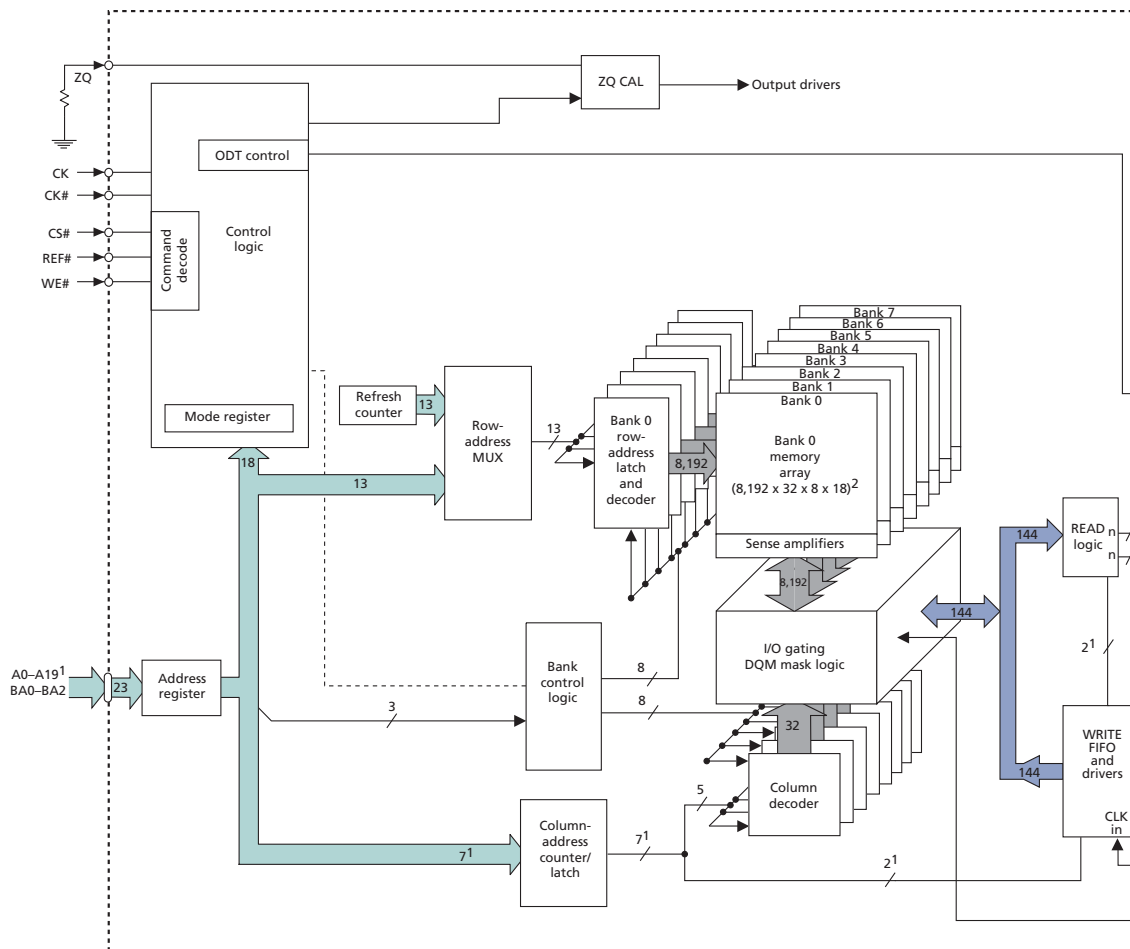 ZQ
ZQ CAL
Output drivers
ODT control
CK
CK#
CS#
REF#
WE#
Command
decode
Control
logic
Mode register
Refresh
counter
13
Row-
address
MUX
13
18
13
Bank 0
row-
address
latch
and
decoder
8,192
Bank 7
Bank 6
Bank 5
Bank 4
Bank 3
Bank 2
Bank 1
Bank 0
Bank 0
memory
array
(8,192 x 32 x 8 x 18)²
Sense amplifiers
8,192
144
READ
logic
n
n
144
I/O gating
DQM mask logic
2¹
A0–A19¹
BA0–BA2
23
Address
register
Bank
control
logic
8
8
3
32
WRITE
FIFO
and
drivers
CLK
in
144
Column
decoder
5
Column-
address
counter/
latch
7¹
7¹
2¹